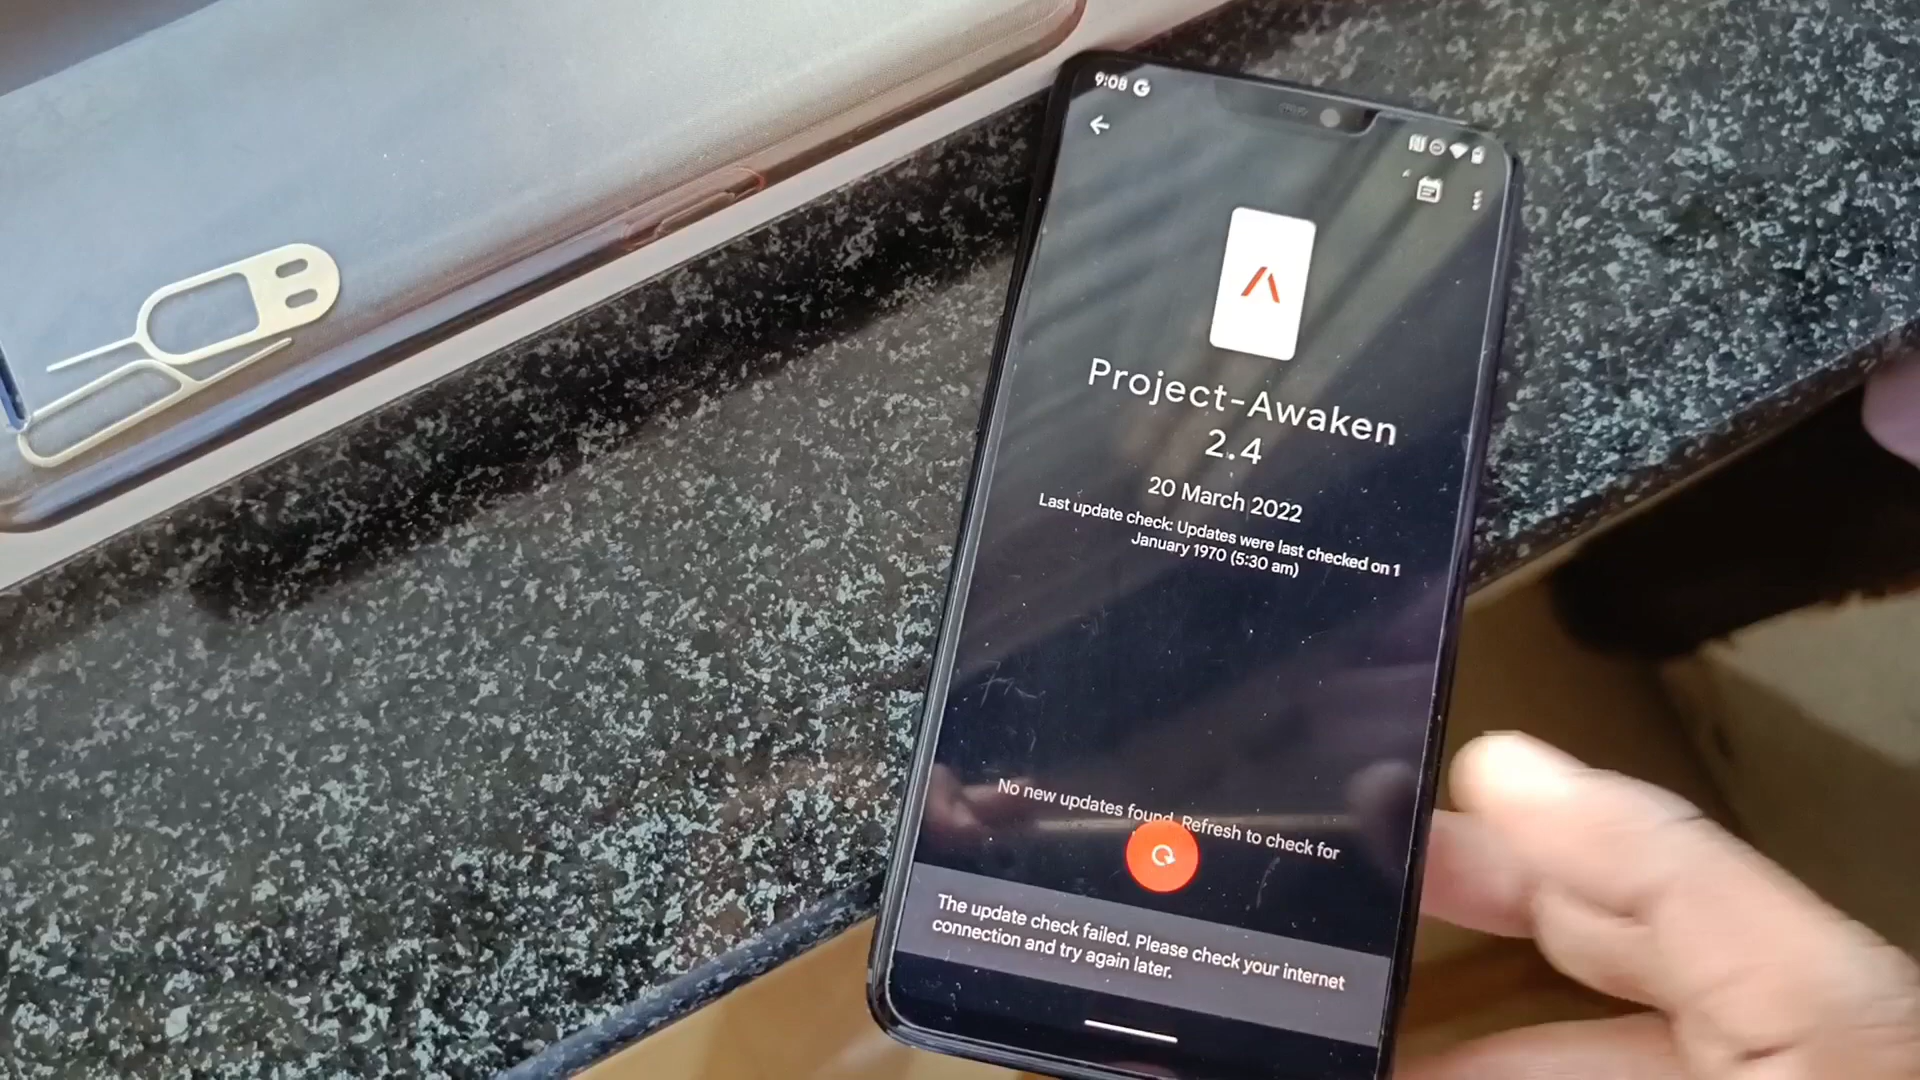 9:08
Project-Awaken
2.4
20 March 2022
Last update check: Updates were last checked on 1
January 1970 (5:30 am)
No new updates found. Refresh to check for
The update check failed. Please check your internet
connection and try again later.